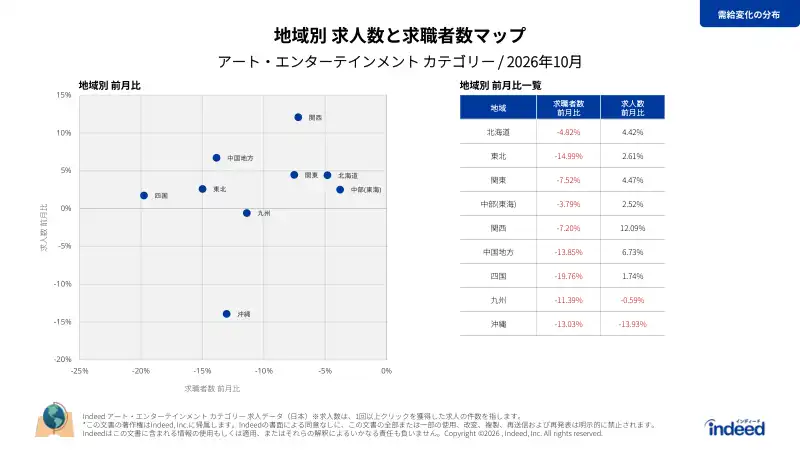 需給変化の分布
地域別 求人数と求職者数マップ
アート・エンターテインメント カテゴリー / 2026年10月
地域別 前月比
15%
10%
5%
0%
-5%
-10%
-15%
-20%
求人数 前月比
関西
中国地方
関東
北海道
中部(東海)
東北
四国
九州
沖縄
-25%
-20%
-15%
-10%
-5%
0%
求職者数 前月比
地域別 前月比一覧
地域 求職者数 前月比 求人数 前月比
北海道 -4.82% 4.42%
東北 -14.99% 2.61%
関東 -7.52% 4.47%
中部(東海) -3.79% 2.52%
関西 -7.20% 12.09%
中国地方 -13.85% 6.73%
四国 -19.76% 1.74%
九州 -11.39% -0.59%
沖縄 -13.03% -13.93%
Indeed アート・エンターテインメント カテゴリー 求人データ（日本）※求人数は、1回以上クリックを獲得した求人の件数を指します。
*この文書の著作権はIndeed, Inc.に帰属します。Indeedの書面による同意なしに、この文書の全部または一部の使用、改変、複製、再送信および再発表は明示的に禁止されます。
Indeedはこの文書に含まれる情報の使用もしくは適用、またはそれらの解釈によるいかなる責任も負いません。Copyright ©2026 , Indeed, Inc. All rights reserved.
インディード
indeed